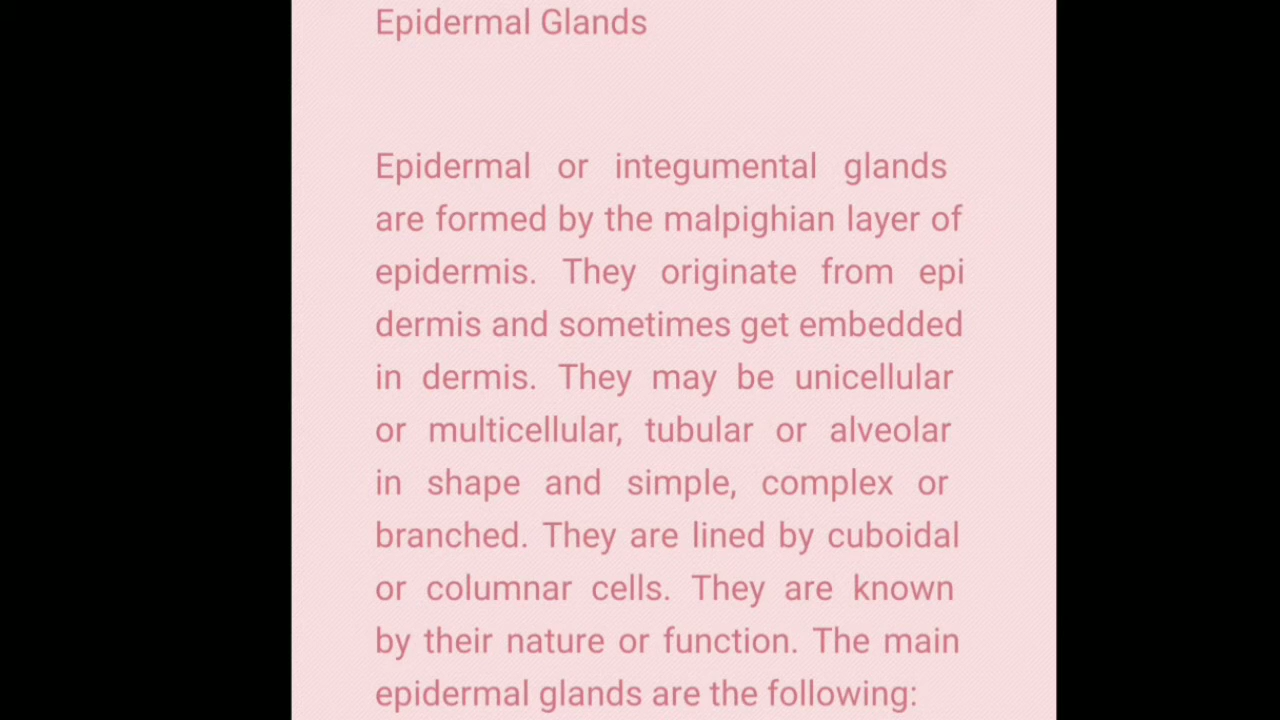 Epidermal Glands
Epidermal or integumental glands
are formed by the malpighian layer of
epidermis. They originate from epi
dermis and sometimes get embedded
in dermis. They may be unicellular
or multicellular, tubular or alveolar
in shape and simple, complex or
branched. They are lined by cuboidal
or columnar cells. They are known
by their nature or function. The main
epidermal glands are the following: